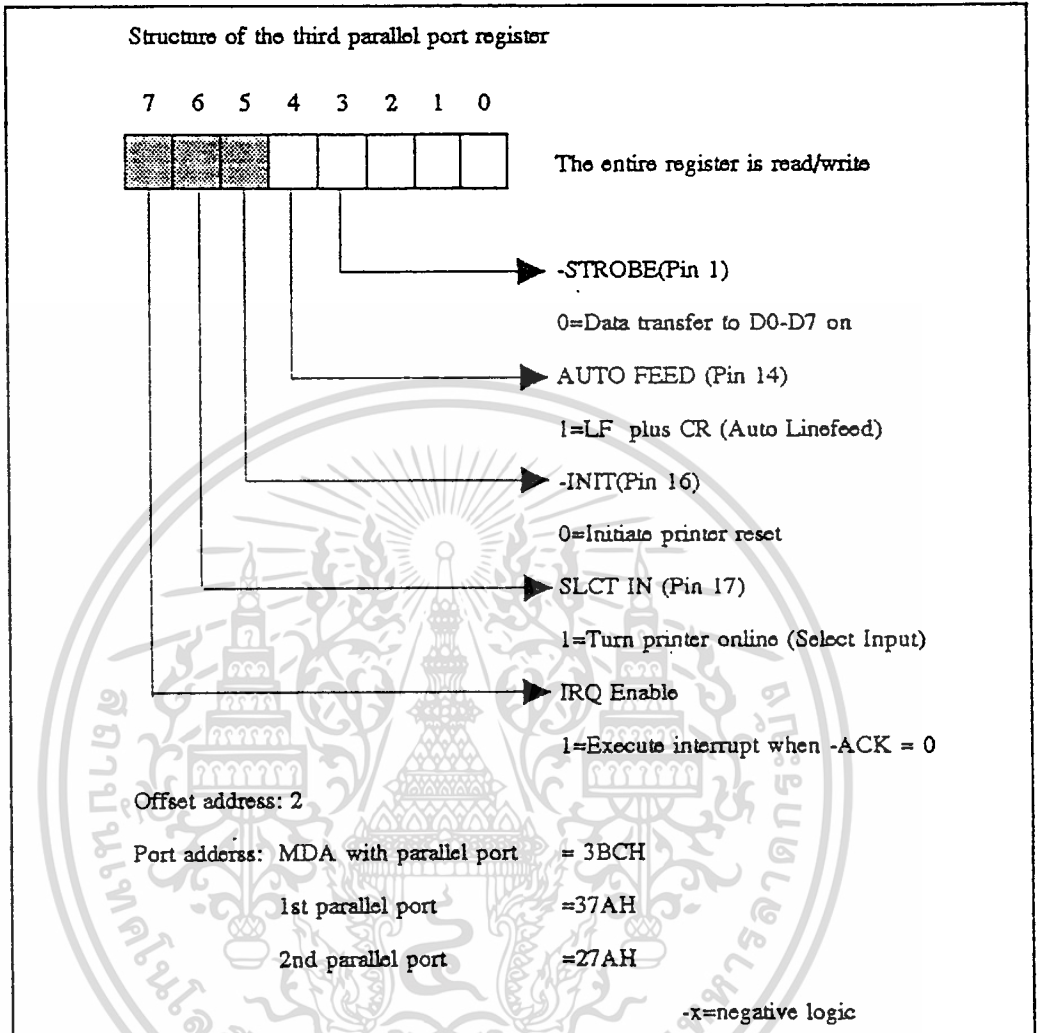 Structure of the third parallel port register
7 6 5 4 3 2 1 0
The entire register is read/write
-STROBE(Pin 1)
0=Data transfer to D0-D7 on
AUTO FEED (Pin 14)
1=LF plus CR (Auto Linefeed)
-INIT(Pin 16)
0=Initiate printer reset
SLCT IN (Pin 17)
1=Turn printer online (Select Input)
IRQ Enable
1=Execute interrupt when -ACK = 0
Offset address: 2
Port adderss: MDA with parallel port = 3BCH
1st parallel port =37AH
2nd parallel port =27AH
-x=negative logic